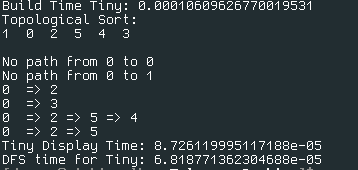 Build Time Tiny: 0.00010609626770019531
Topological Sort:
1 0 2 5 4 3
No path from 0 to 0
No path from 0 to 1
0 => 2
0 => 3
0 => 2 => 5 => 4
0 => 2 => 5
Tiny Display Time: 8.726119995117188e-05
DFS time for Tiny: 6.818771362304688e-05